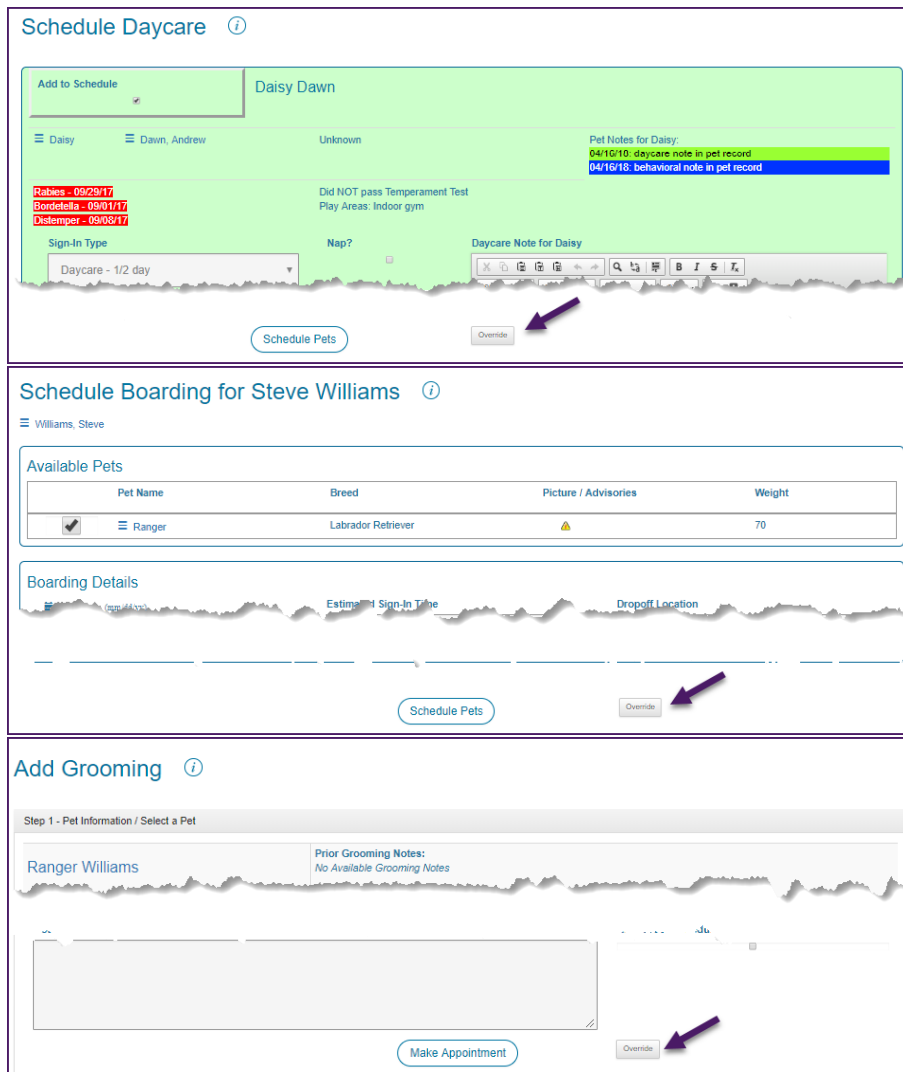 Schedule Daycare
Add to Schedule
Daisy Dawn
Daisy
Dawn, Andrew
Unknown
Pet Notes for Daisy:
04/16/18: daycare note in pet record
04/16/18: behavioral note in pet record
Rabies - 09/29/17
Bordetella - 09/01/17
Distemper - 09/08/17
Did NOT pass Temperament Test
Play Areas: Indoor gym
Sign-In Type
Nap?
Daycare Note for Daisy
Daycare - 1/2 day
Schedule Pets
Override
Schedule Boarding for Steve Williams
Williams, Steve
Available Pets
Pet Name
Breed
Picture / Advisories
Weight
Ranger
Labrador Retriever
70
Boarding Details
Estimated Sign-In Time
Dropoff Location
Schedule Pets
Override
Add Grooming
Step 1 - Pet Information / Select a Pet
Ranger Williams
Prior Grooming Notes:
No Available Grooming Notes
Make Appointment
Override